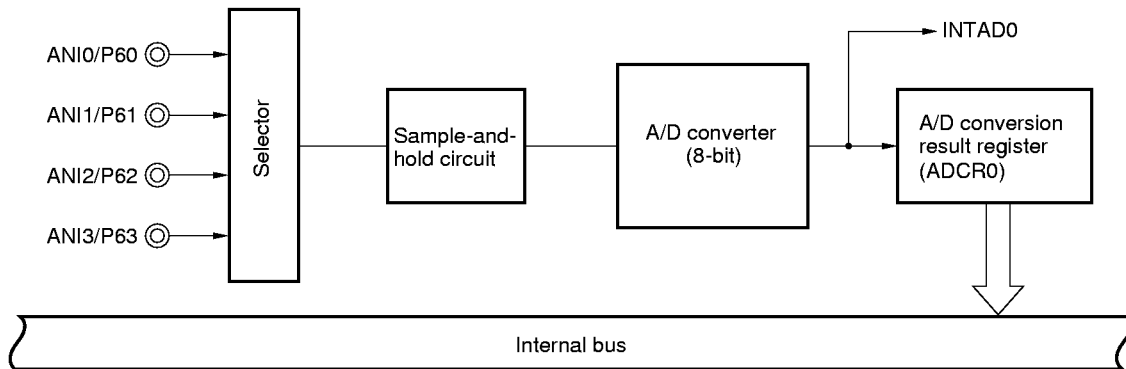 INTAD0
ANI0/P60
ANI1/P61
ANI2/P62
ANI3/P63
Selector
Sample-and-
hold circuit
A/D converter
(8-bit)
A/D conversion
result register
(ADCR0)
Internal bus